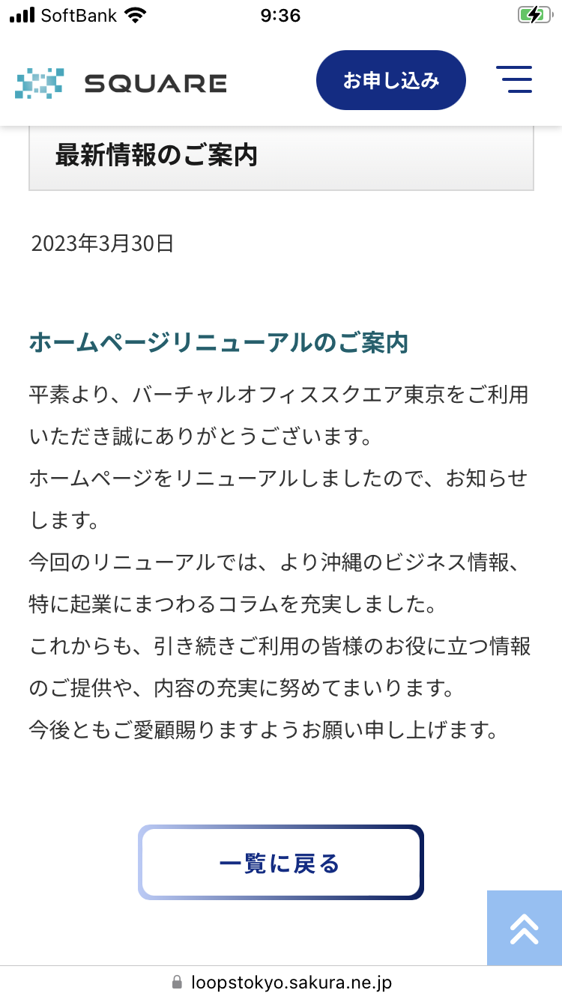 SoftBank 9:36
SQUARE お申し込み
最新情報のご案内
2023年3月30日
ホームページリニューアルのご案内
平素より、バーチャルオフィススクエア東京をご利用
いただき誠にありがとうございます。
ホームページをリニューアルしましたので、お知らせ
します。
今回のリニューアルでは、より沖縄のビジネス情報、
特に起業にまつわるコラムを充実しました。
これからも、引き続きご利用の皆様のお役に立つ情報
のご提供や、内容の充実に努めてまいります。
今後ともご愛顧賜りますようお願い申し上げます。
一覧に戻る
loopstokyo.sakura.ne.jp